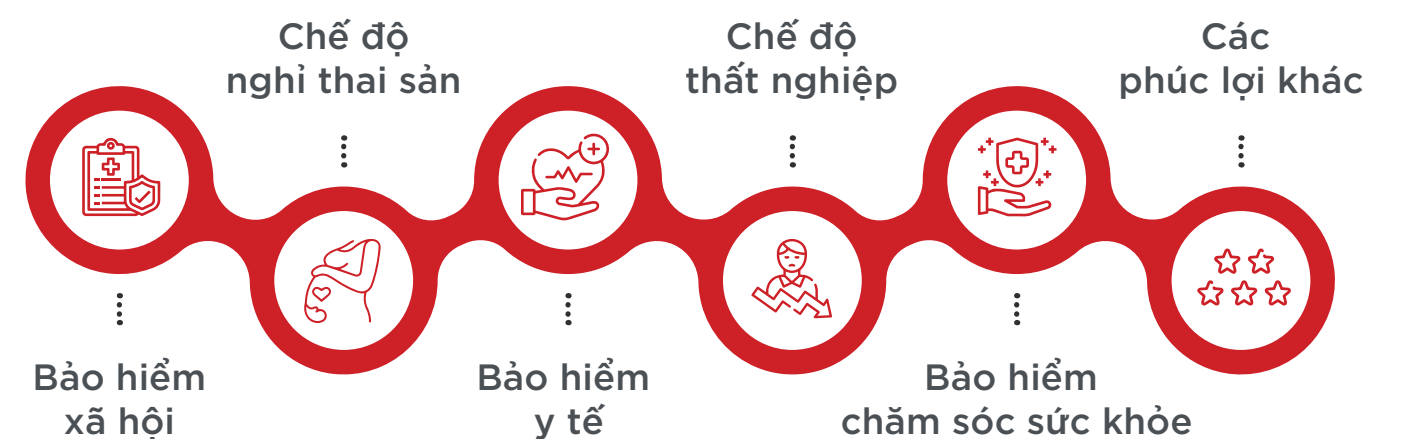 Chế độ
nghỉ thai sản
Chế độ
thất nghiệp
Các
phúc lợi khác
Bảo hiểm
xã hội
Bảo hiểm
y tế
Bảo hiểm
chăm sóc sức khỏe